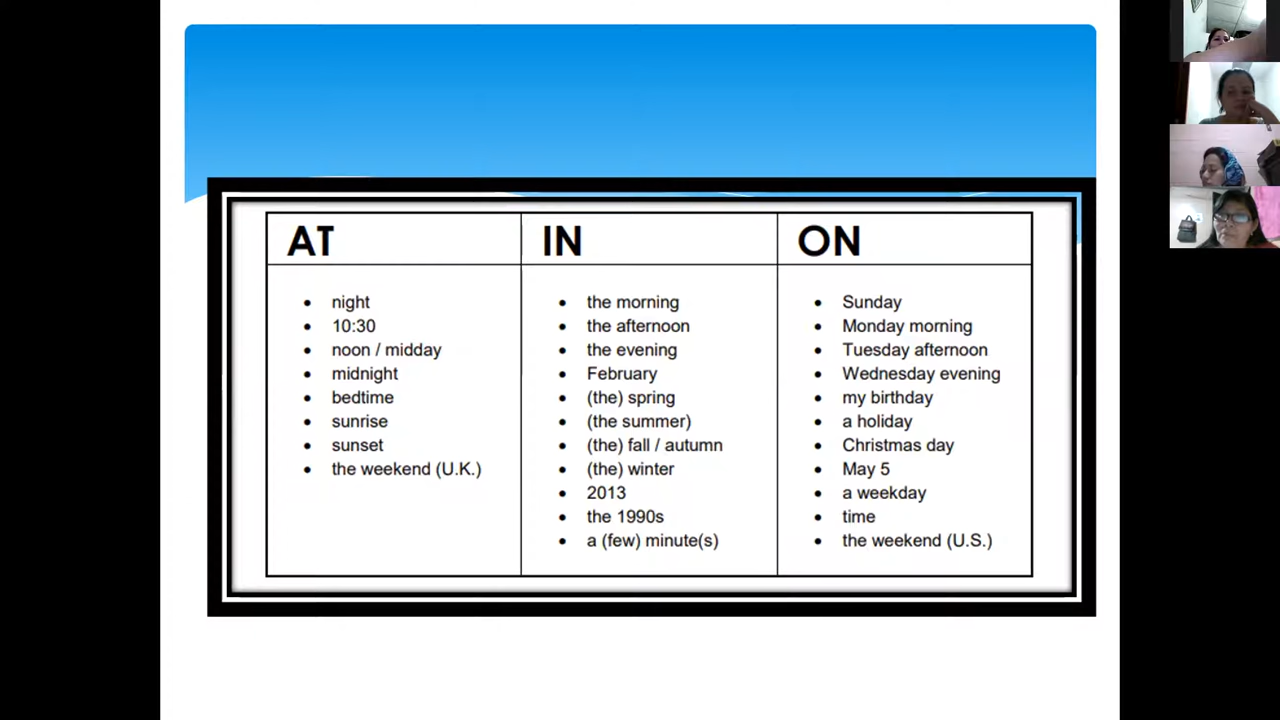 AT
night
10:30
noon / midday
midnight
bedtime
sunrise
sunset
the weekend (U.K.)
IN
the morning
the afternoon
the evening
February
(the) spring
(the summer)
(the) fall / autumn
(the) winter
2013
the 1990s
a (few) minute(s)
ON
Sunday
Monday morning
Tuesday afternoon
Wednesday evening
my birthday
a holiday
Christmas day
May 5
a weekday
time
the weekend (U.S.)